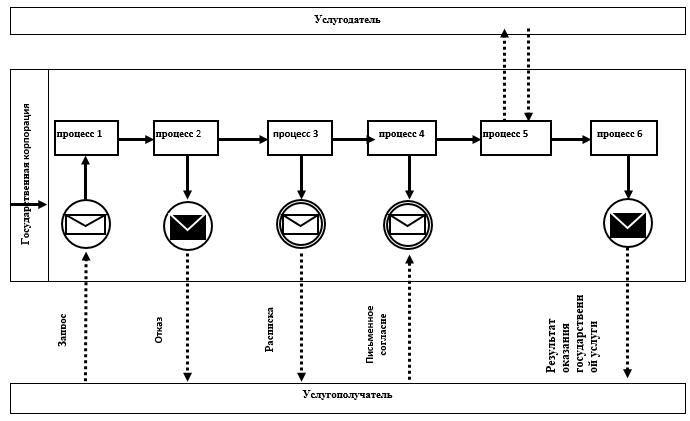 Услугодатель
Государственная корпорация
процесс 1
процесс 2
процесс 3
процесс 4
процесс 5
процесс 6
Запрос
Отказ
Расписка
Письменное
согласие
Результат
оказания
государственн
ой услуги
Услугополучатель